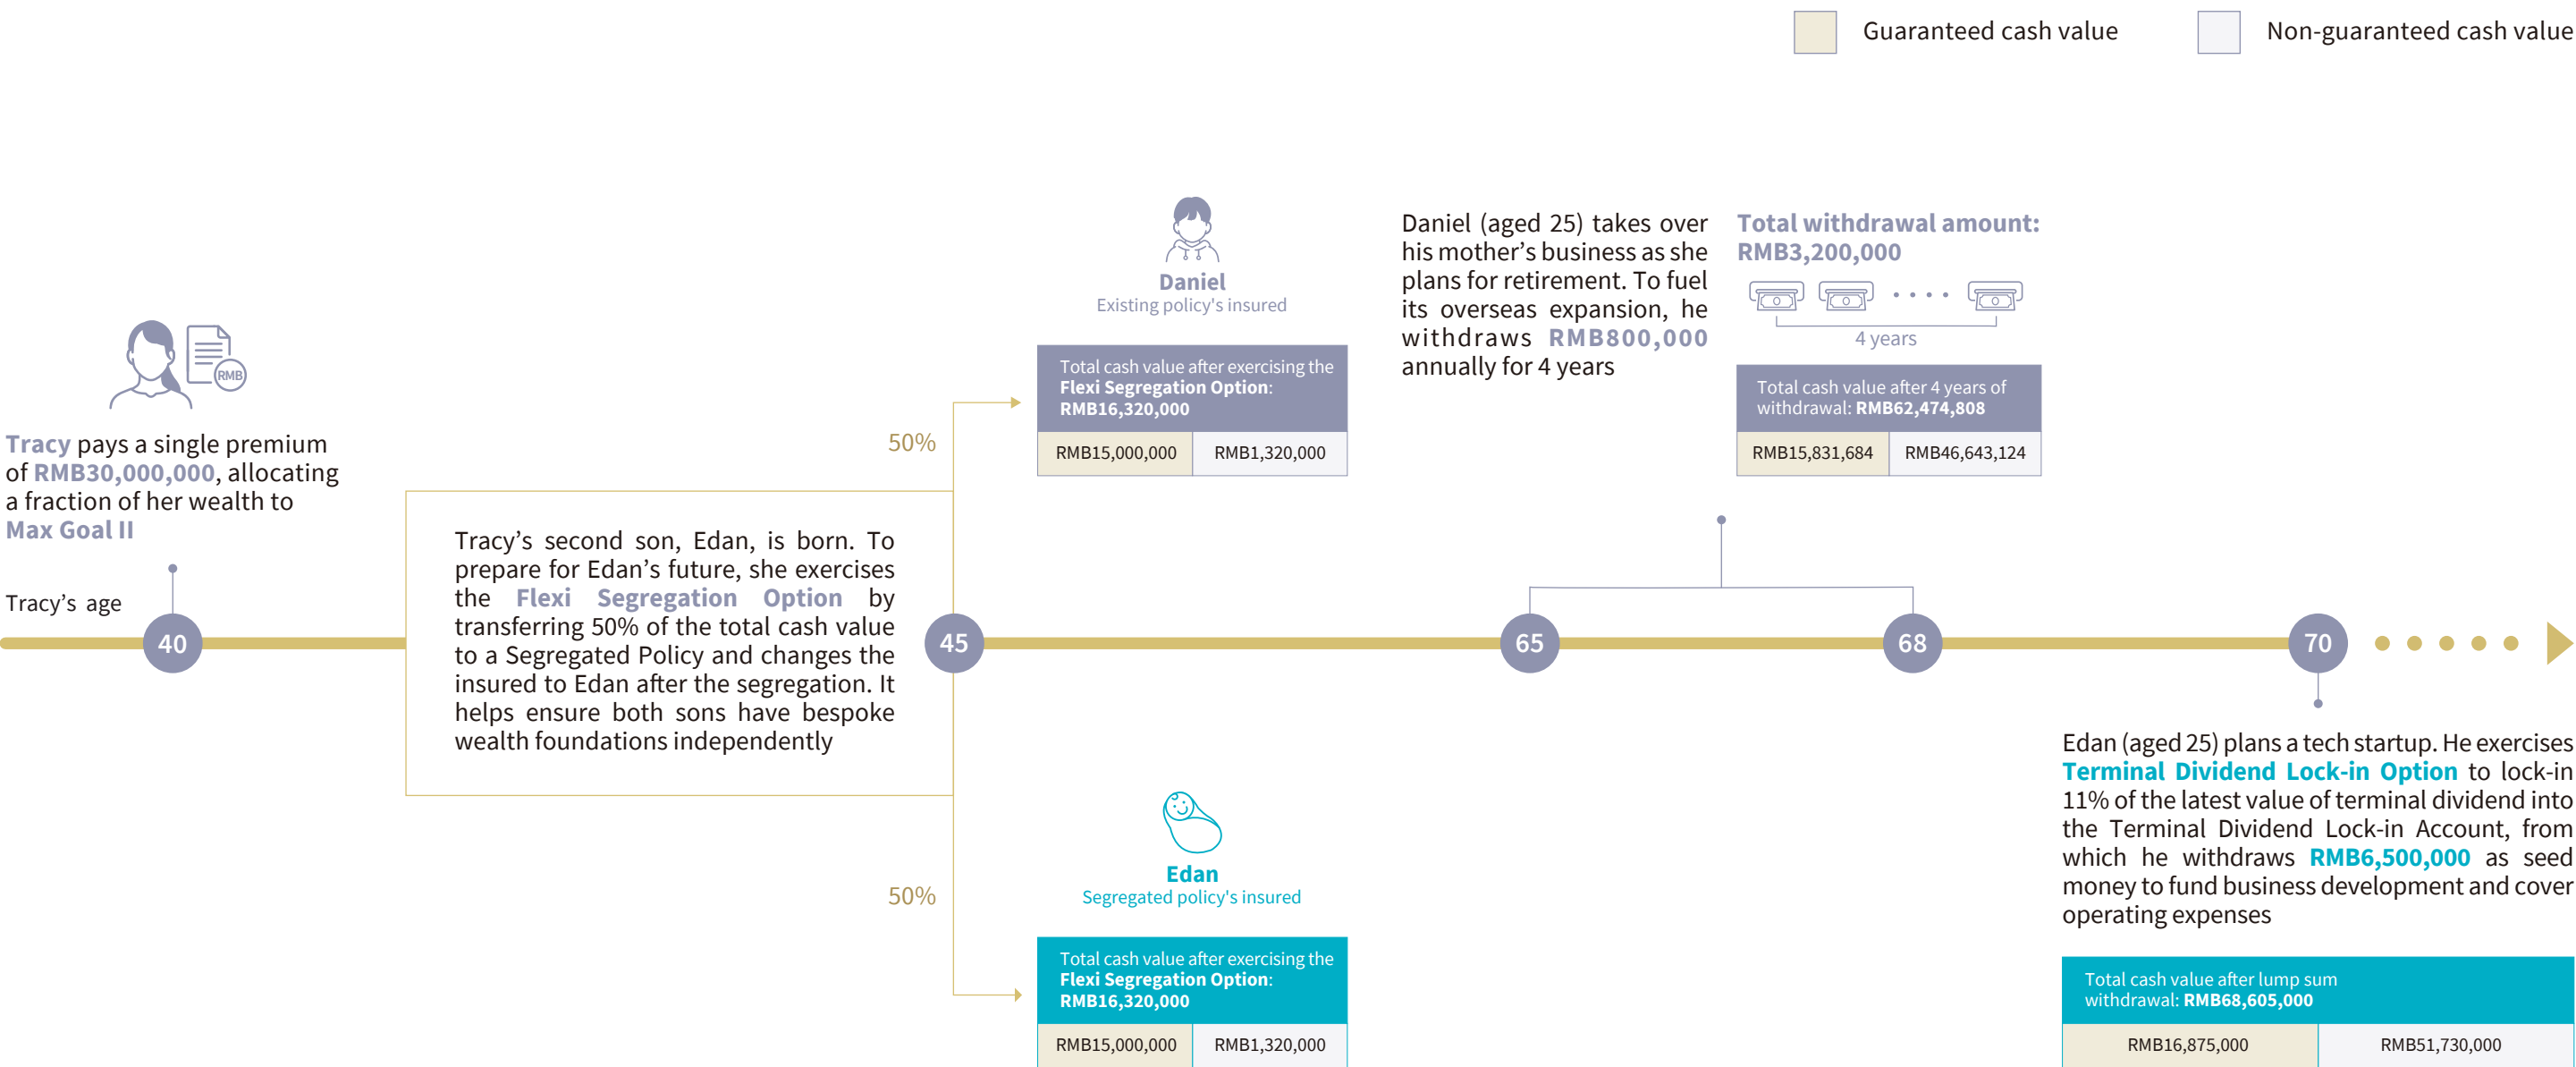 Guaranteed cash value
Non-guaranteed cash value
RMB
Tracy pays a single premium
of RMB30,000,000, allocating
a fraction of her wealth to
Max Goal II
Tracy’s age
40
Tracy’s second son, Edan, is born. To
prepare for Edan’s future, she exercises
the Flexi Segregation Option by
transferring 50% of the total cash value
to a Segregated Policy and changes the
insured to Edan after the segregation. It
helps ensure both sons have bespoke
wealth foundations independently
45
50%
Daniel
Existing policy's insured
Total cash value after exercising the
Flexi Segregation Option:
RMB16,320,000
RMB15,000,000
RMB1,320,000
50%
Edan
Segregated policy's insured
Total cash value after exercising the
Flexi Segregation Option:
RMB16,320,000
RMB15,000,000
RMB1,320,000
Daniel (aged 25) takes over
his mother’s business as she
plans for retirement. To fuel
its overseas expansion, he
withdraws RMB800,000
annually for 4 years
Total withdrawal amount:
RMB3,200,000
4 years
Total cash value after 4 years of
withdrawal: RMB62,474,808
RMB15,831,684
RMB46,643,124
65
68
70
Edan (aged 25) plans a tech startup. He exercises
Terminal Dividend Lock-in Option to lock-in
11% of the latest value of terminal dividend into
the Terminal Dividend Lock-in Account, from
which he withdraws RMB6,500,000 as seed
money to fund business development and cover
operating expenses
Total cash value after lump sum
withdrawal: RMB68,605,000
RMB16,875,000
RMB51,730,000